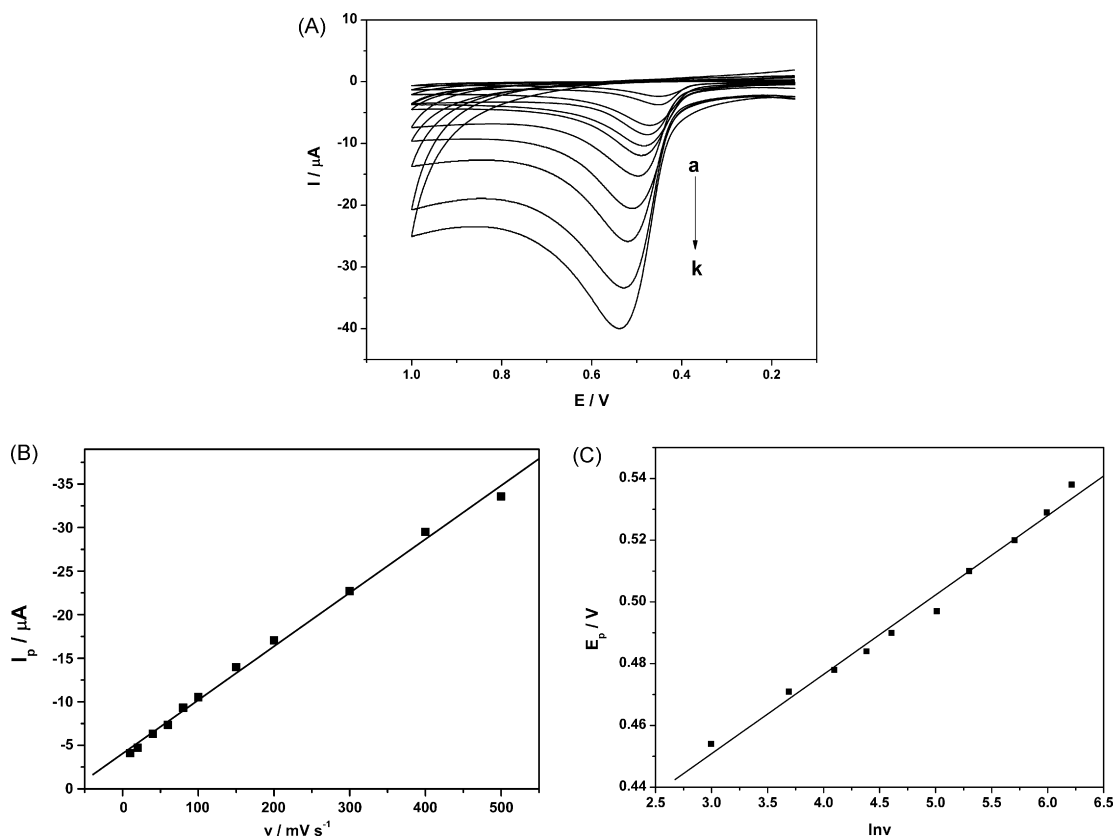 (A)
10
0
-10
-20
-30
-40
I / μA
a
k
1.0 0.8 0.6 0.4 0.2
E / V
(B)
-35
-30
-25
-20
-15
-10
-5
0
I_p / μA
0 100 200 300 400 500
v / mV s⁻¹
(C)
0.54
0.52
0.50
0.48
0.46
0.44
E_p / V
2.5 3.0 3.5 4.0 4.5 5.0 5.5 6.0 6.5
lnv